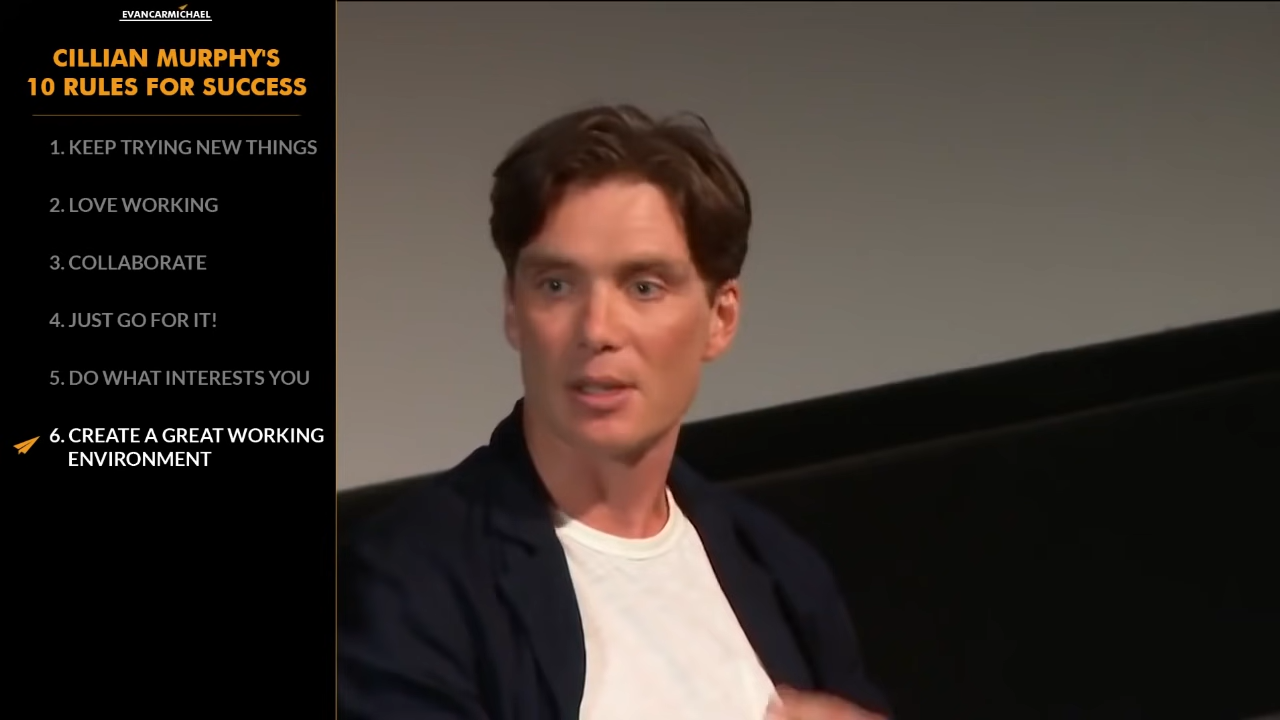 EVANCARMICHAEL
CILLIAN MURPHY'S
10 RULES FOR SUCCESS
1. KEEP TRYING NEW THINGS
2. LOVE WORKING
3. COLLABORATE
4. JUST GO FOR IT!
5. DO WHAT INTERESTS YOU
6. CREATE A GREAT WORKING
ENVIRONMENT